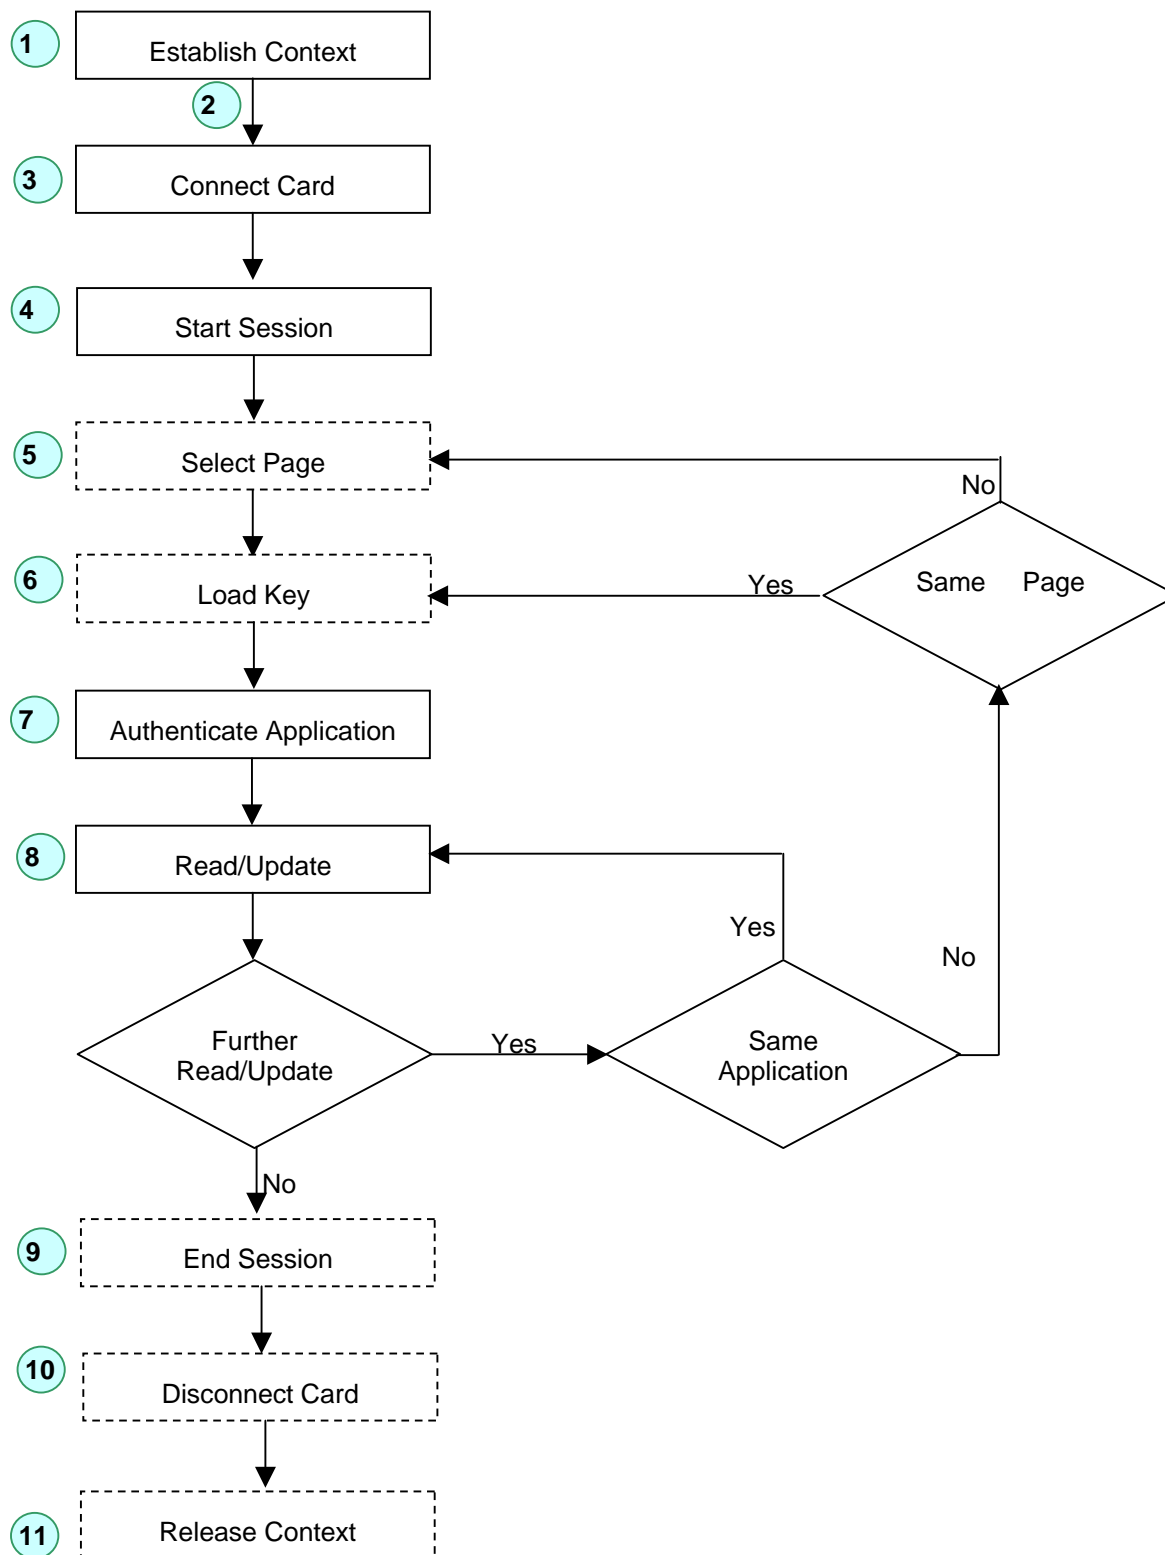 1
Establish Context
2
3
Connect Card
4
Start Session
5
Select Page
No
6
Load Key
Yes
Same Page
7
Authenticate Application
8
Read/Update
Yes
No
Further
Read/Update
Yes
Same
Application
No
9
End Session
10
Disconnect Card
11
Release Context